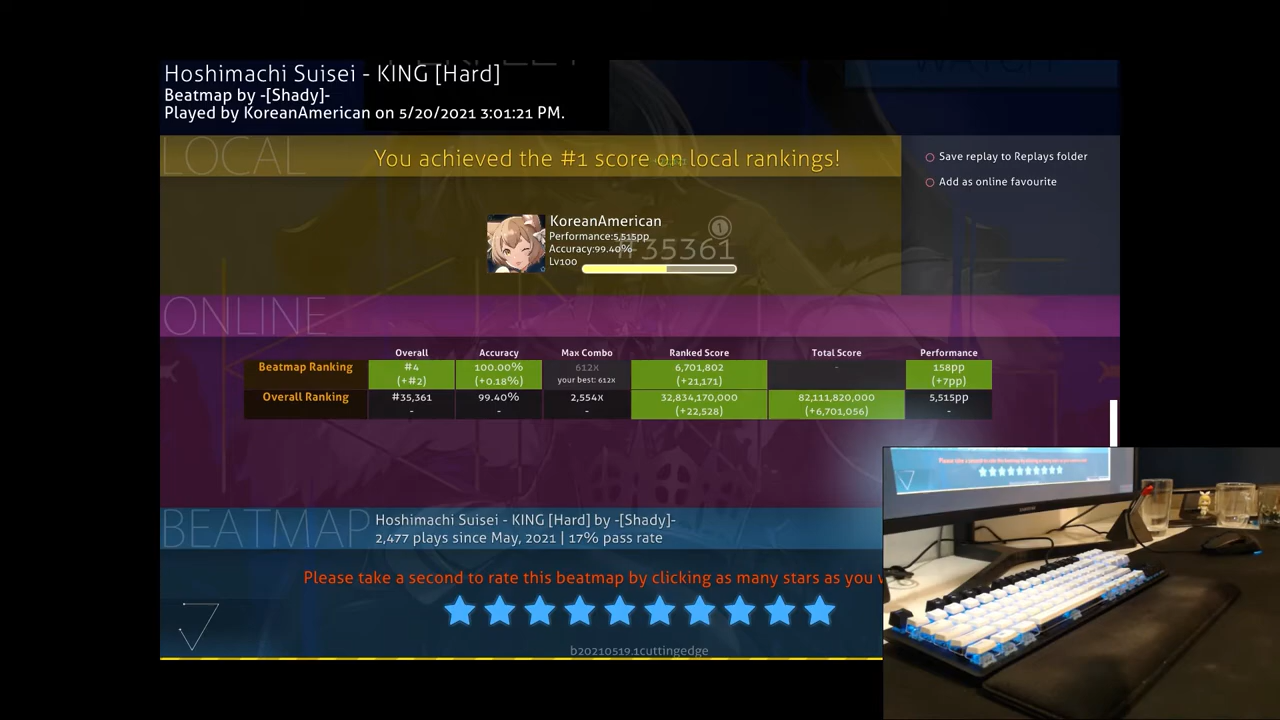 Hoshimachi Suisei - KING [Hard]
Beatmap by -[Shady]-
Played by KoreanAmerican on 5/20/2021 3:01:21 PM.
WATCH
LOCAL
You achieved the #1 score on local rankings!
Save replay to Replays folder
Add as online favourite
KoreanAmerican
Performance:5,515pp
Accuracy:99.40%
Lv100
#35361
1
ONLINE
Overall Accuracy Max Combo Ranked Score Total Score Performance
Beatmap Ranking #4 100.00% 612x 6,701,802 - 158pp
(+#2) (+0.18%) your best: 612x (+21,171) (+7pp)
Overall Ranking #35,361 99.40% 2,554x 32,834,170,000 82,111,820,000 5,515pp
- - - (+22,528) (+6,701,056) -
BEATMAP
Hoshimachi Suisei - KING [Hard] by -[Shady]-
2,477 plays since May, 2021 | 17% pass rate
Please take a second to rate this beatmap by clicking as many stars as you
b20210519.1cuttingedge